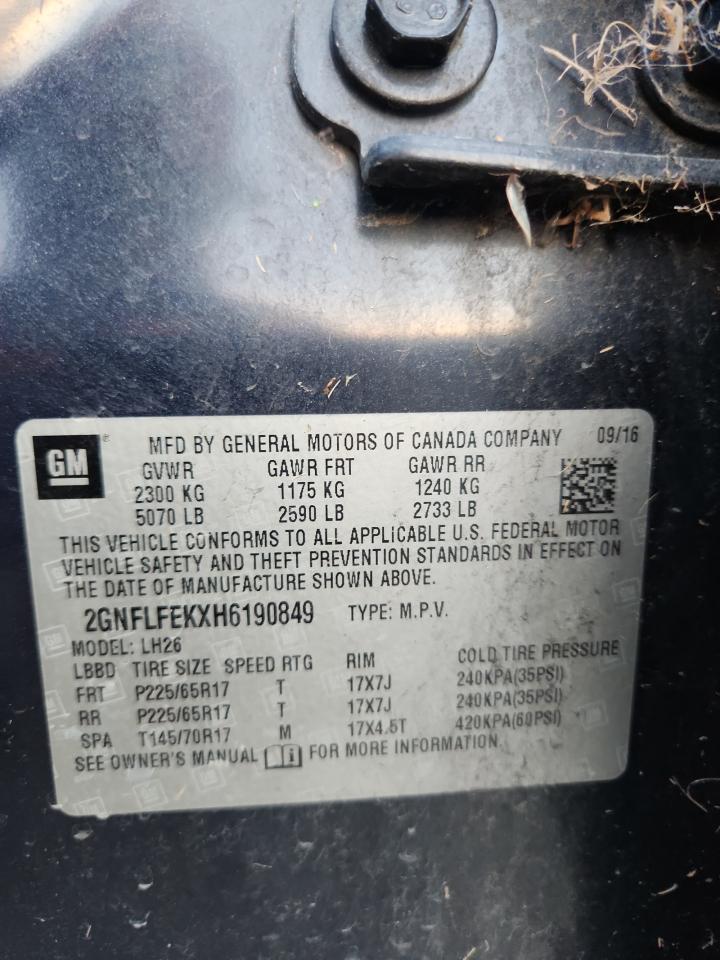 GM ® MFD BY GENERAL MOTORS OF CANADA COMPANY 09/16
GVWR GAWR FRT GAWR RR
2300 KG 1175 KG 1240 KG
5070 LB 2590 LB 2733 LB
THIS VEHICLE CONFORMS TO ALL APPLICABLE U.S. FEDERAL MOTOR
VEHICLE SAFETY AND THEFT PREVENTION STANDARDS IN EFFECT ON
THE DATE OF MANUFACTURE SHOWN ABOVE.
2GNFLFEKXH6190849 TYPE: M.P.V.
MODEL: LH26
LBBD TIRE SIZE SPEED RTG RIM COLD TIRE PRESSURE
FRT P225/65R17 T 17X7J 240KPA(35PSI)
RR P225/65R17 T 17X7J 240KPA(35PSI)
SPA T145/70R17 M 17X4.5T 420KPA(60PSI)
SEE OWNER'S MANUAL FOR MORE INFORMATION.